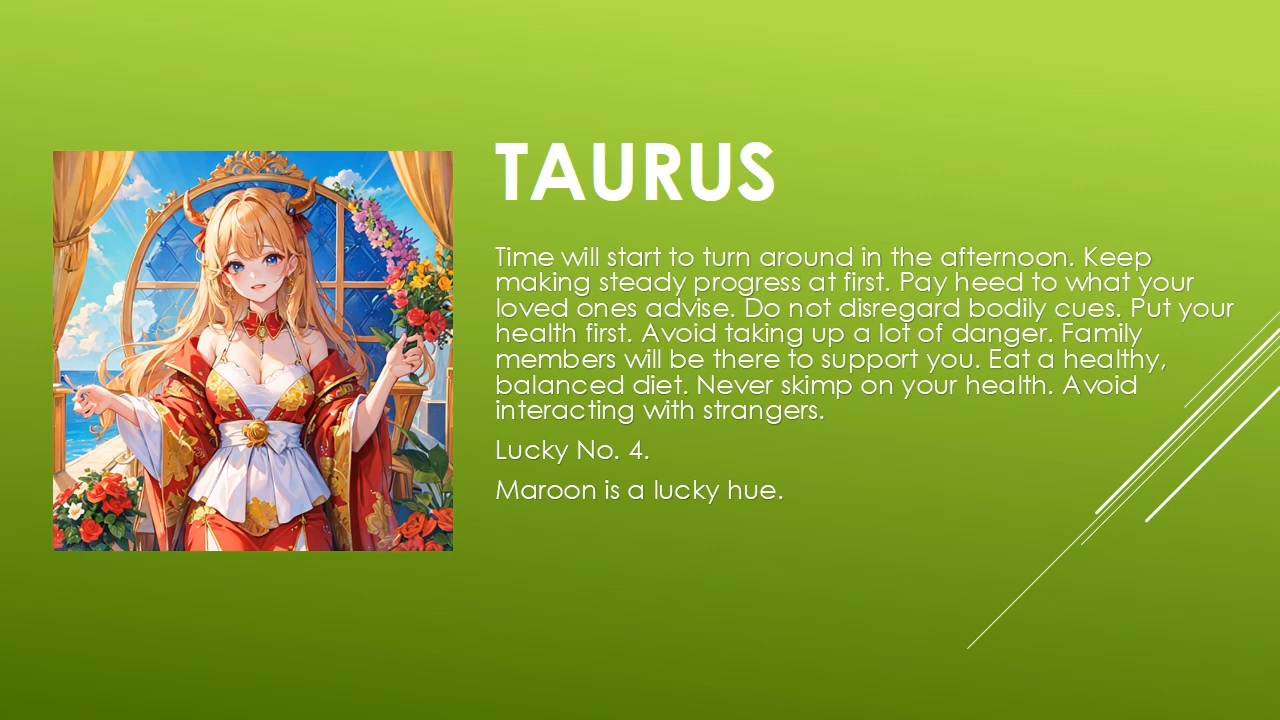 TAURUS
Time will start to turn around in the afternoon. Keep
making steady progress at first. Pay heed to what your
loved ones advise. Do not disregard bodily cues. Put your
health first. Avoid taking up a lot of danger. Family
members will be there to support you. Eat a healthy,
balanced diet. Never skimp on your health. Avoid
interacting with strangers.
Lucky No. 4.
Maroon is a lucky hue.